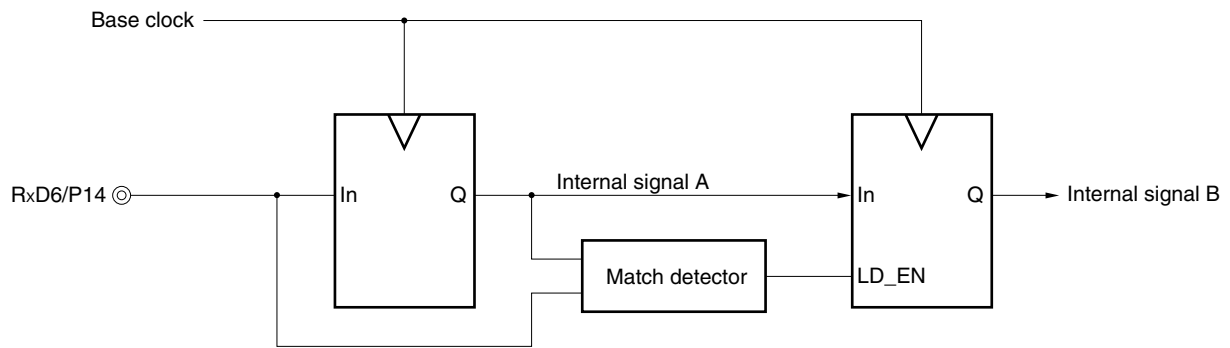 Base clock
RxD6/P14
In
Q
Internal signal A
In
Q
Internal signal B
Match detector
LD_EN